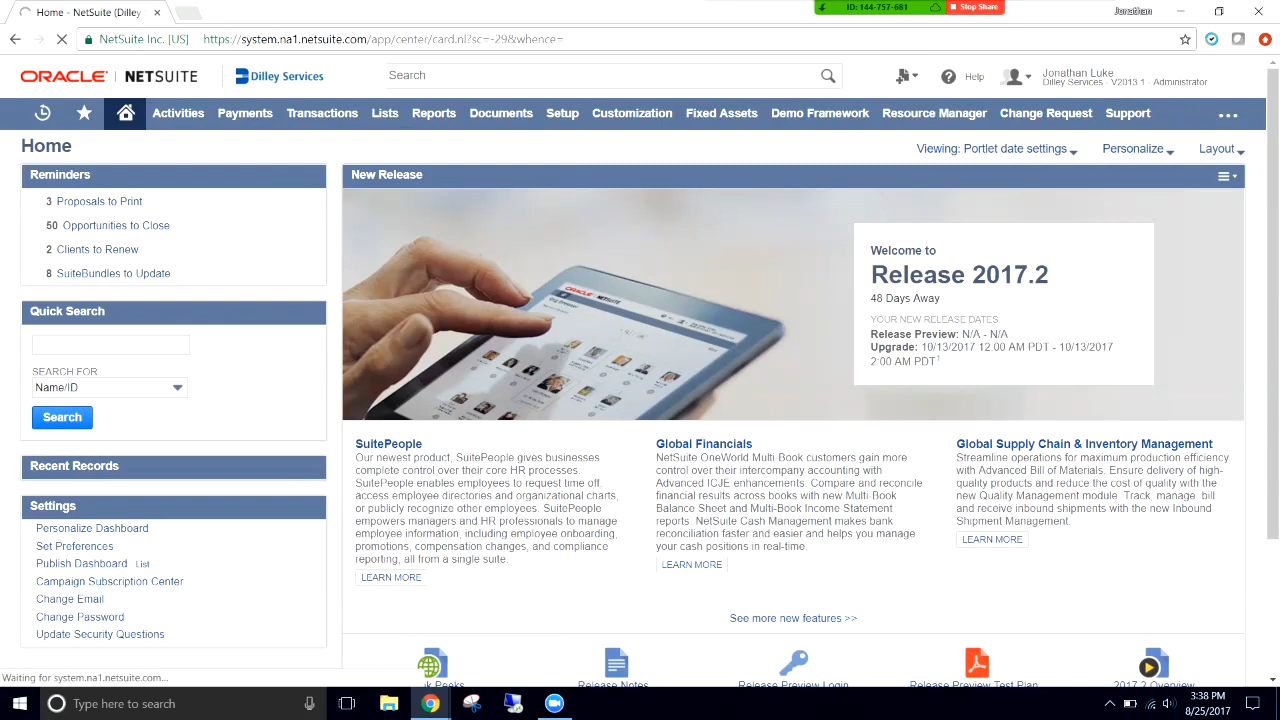 Home - NetSuite (Dilley
ID: 144-757-681
Stop Share
Jonathan
NetSuite Inc. [US]
https://system.na1.netsuite.com/app/center/card.nl?sc=-29&whence=
ORACLE | NETSUITE
Dilley Services
Search
Help
Jonathan Luke
Dilley Services - V2013.1 - Administrator
Activities Payments Transactions Lists Reports Documents Setup Customization Fixed Assets Demo Framework Resource Manager Change Request Support
Home
Viewing: Portlet date settings
Personalize
Layout
Reminders
3 Proposals to Print
50 Opportunities to Close
2 Clients to Renew
8 SuiteBundles to Update
Quick Search
SEARCH FOR
Name/ID
Search
Recent Records
Settings
Personalize Dashboard
Set Preferences
Publish Dashboard List
Campaign Subscription Center
Change Email
Change Password
Update Security Questions
New Release
ORACLE NETSUITE
Welcome to
Release 2017.2
48 Days Away
YOUR NEW RELEASE DATES
Release Preview: N/A - N/A
Upgrade: 10/13/2017 12:00 AM PDT - 10/13/2017
2:00 AM PDT1
SuitePeople
Our newest product, SuitePeople gives businesses
complete control over their core HR processes.
SuitePeople enables employees to request time off,
access employee directories and organizational charts,
or publicly recognize other employees. SuitePeople
empowers managers and HR professionals to manage
employee information, including employee onboarding,
promotions, compensation changes, and compliance
reporting, all from a single suite.
LEARN MORE
Global Financials
NetSuite OneWorld Multi-Book customers gain more
control over their intercompany accounting with
Advanced ICJE enhancements. Compare and reconcile
financial results across books with new Multi-Book
Balance Sheet and Multi-Book Income Statement
reports. NetSuite Cash Management makes bank
reconciliation faster and easier and helps you manage
your cash positions in real-time.
LEARN MORE
Global Supply Chain & Inventory Management
Streamline operations for maximum production efficiency
with Advanced Bill of Materials. Ensure delivery of high-
quality products and reduce the cost of quality with the
new Quality Management module. Track, manage, bill
and receive inbound shipments with the new Inbound
Shipment Management.
LEARN MORE
See more new features >>
k Peeks
Release Notes
Release Preview Login
Release Preview Test Plan
2017.2 Overview
Waiting for system.na1.netsuite.com...
Type here to search
3:38 PM
8/25/2017